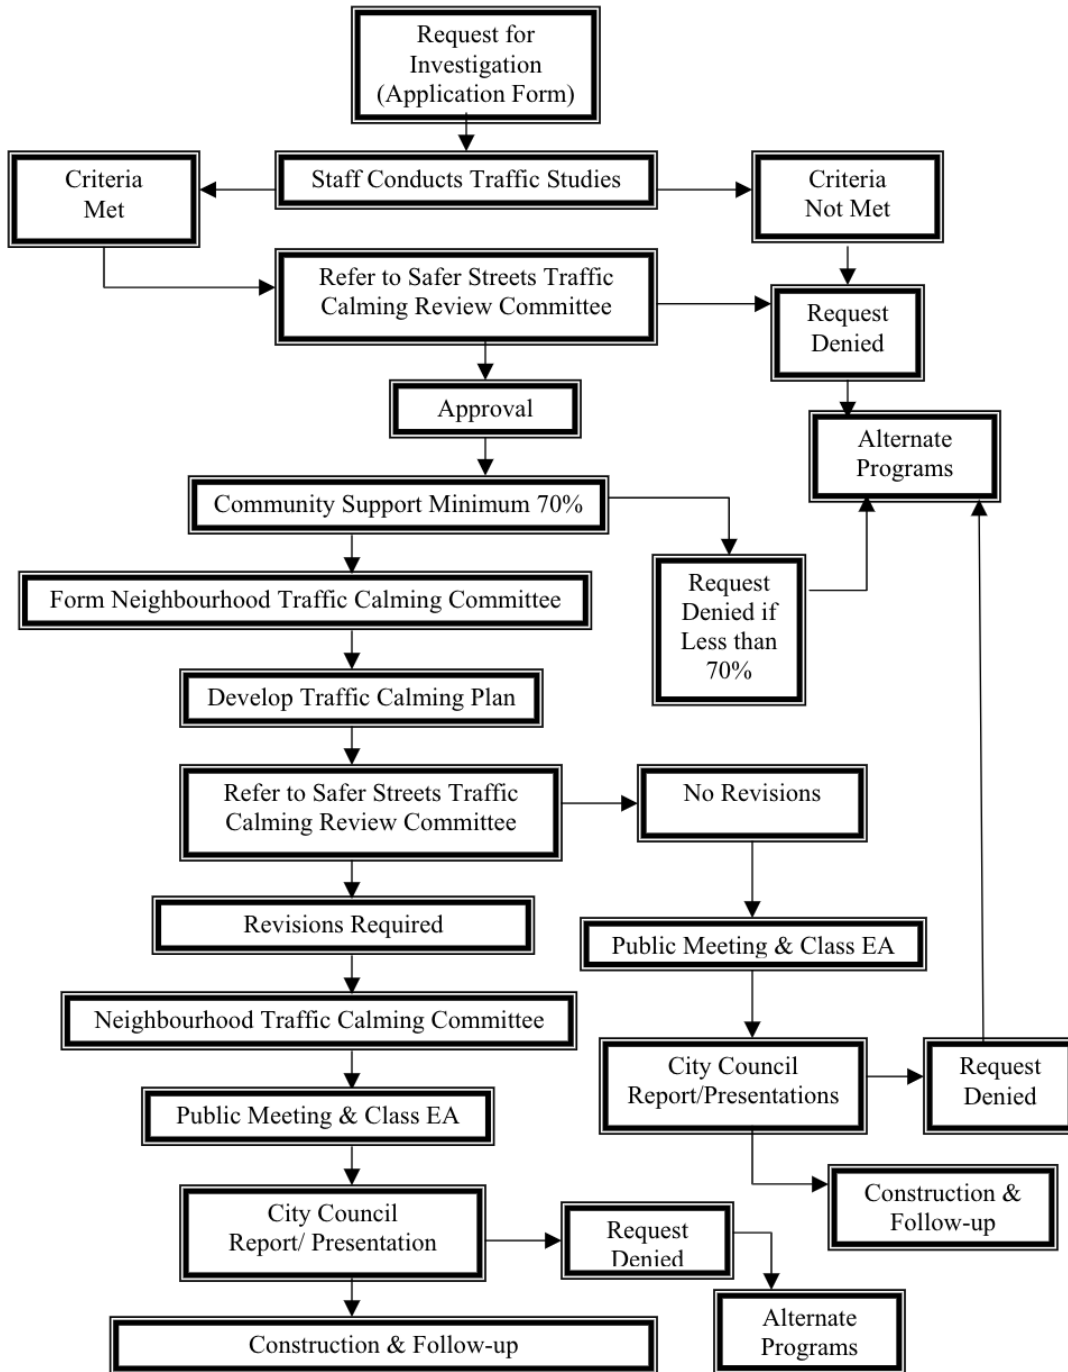 Request for
Investigation
(Application Form)
Criteria
Met
Staff Conducts Traffic Studies
Criteria
Not Met
Refer to Safer Streets Traffic
Calming Review Committee
Request
Denied
Approval
Alternate
Programs
Community Support Minimum 70%
Form Neighbourhood Traffic Calming Committee
Request
Denied if
Less than
70%
Develop Traffic Calming Plan
Refer to Safer Streets Traffic
Calming Review Committee
No Revisions
Revisions Required
Public Meeting & Class EA
Neighbourhood Traffic Calming Committee
City Council
Report/Presentations
Request
Denied
Public Meeting & Class EA
Construction &
Follow-up
City Council
Report/ Presentation
Request
Denied
Alternate
Programs
Construction & Follow-up